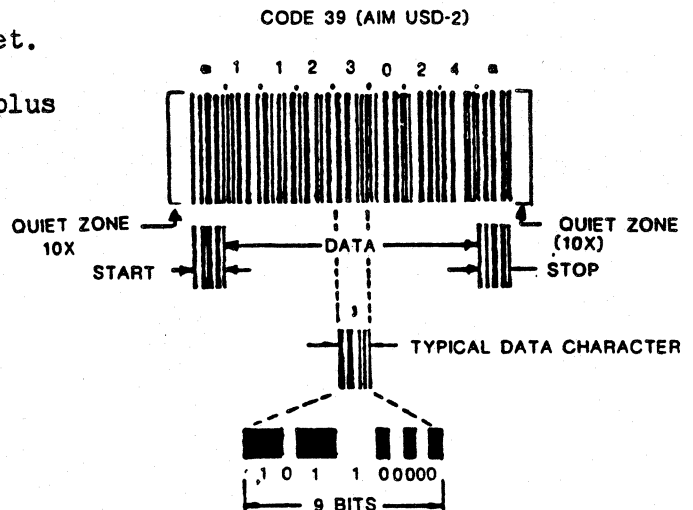 CODE 39 (AIM USD-2)
et.
plus
1 1 2 3 0 2 4
QUIET ZONE
10X
QUIET ZONE
(10X)
DATA
START
STOP
TYPICAL DATA CHARACTER
1 0 1 1 00000
9 BITS